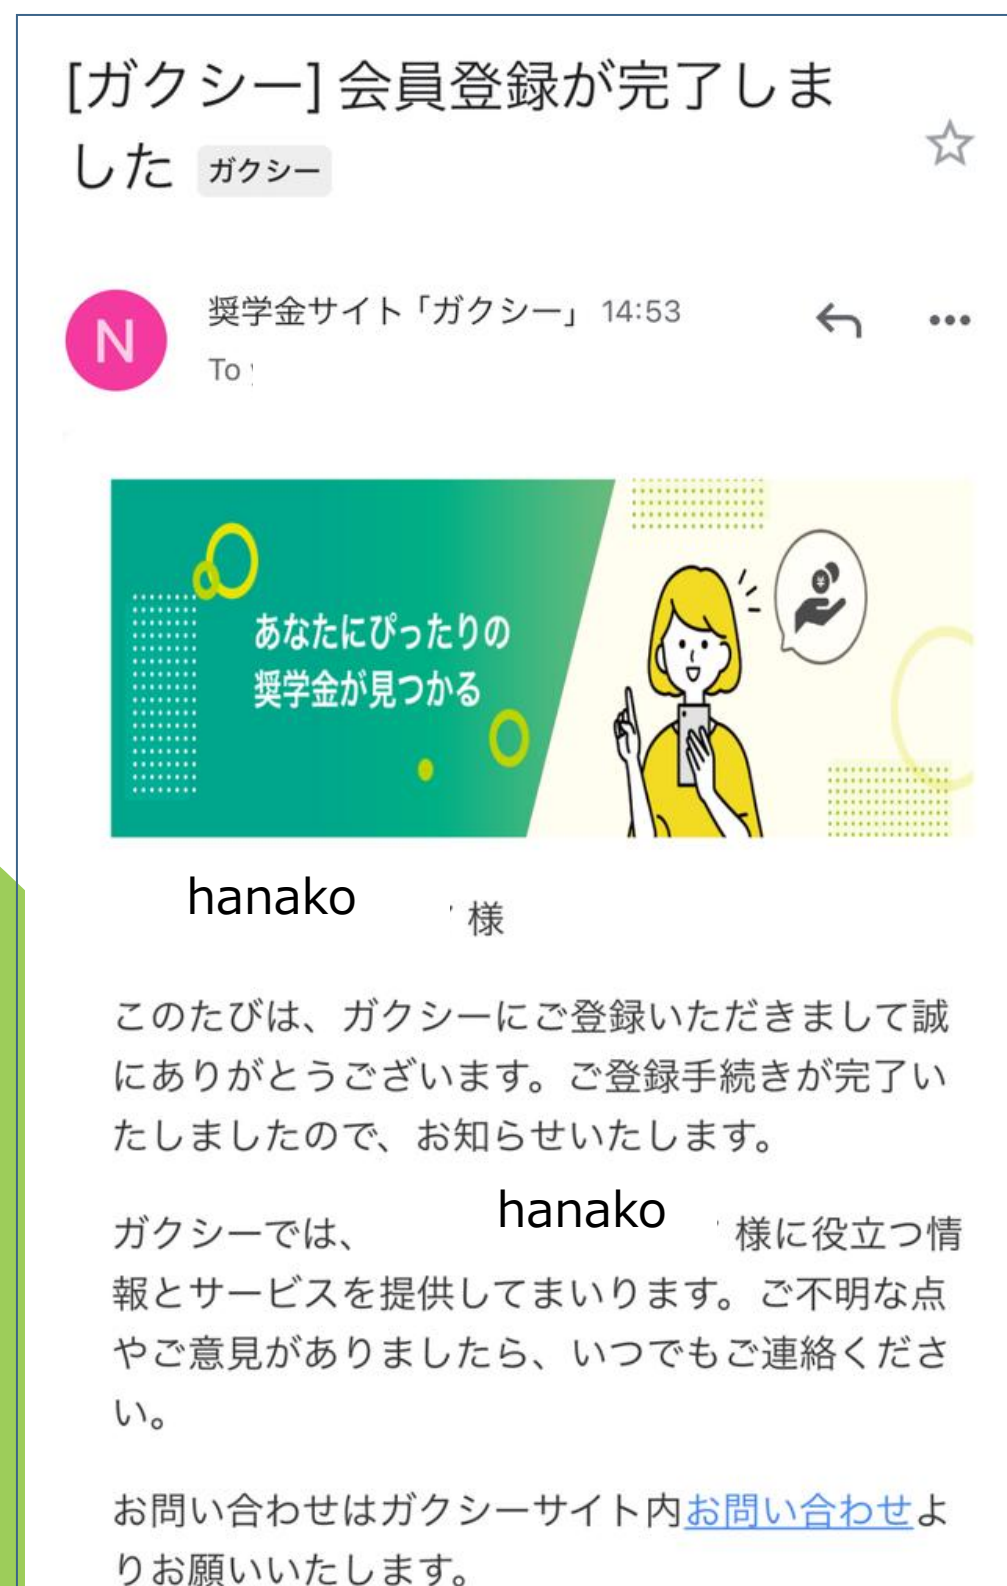 [ガクシー] 会員登録が完了しま
した ガクシー
N
奨学金サイト「ガクシー」 14:53
To
あなたにぴったりの
奨学金が見つかる
¥
hanako 様
このたびは、ガクシーにご登録いただきまして誠
にありがとうございます。ご登録手続きが完了い
たしましたので、お知らせいたします。
ガクシーでは、 hanako 様に役立つ情
報とサービスを提供してまいります。ご不明な点
やご意見がありましたら、いつでもご連絡くださ
い。
お問い合わせはガクシーサイト内お問い合わせよ
りお願いいたします。